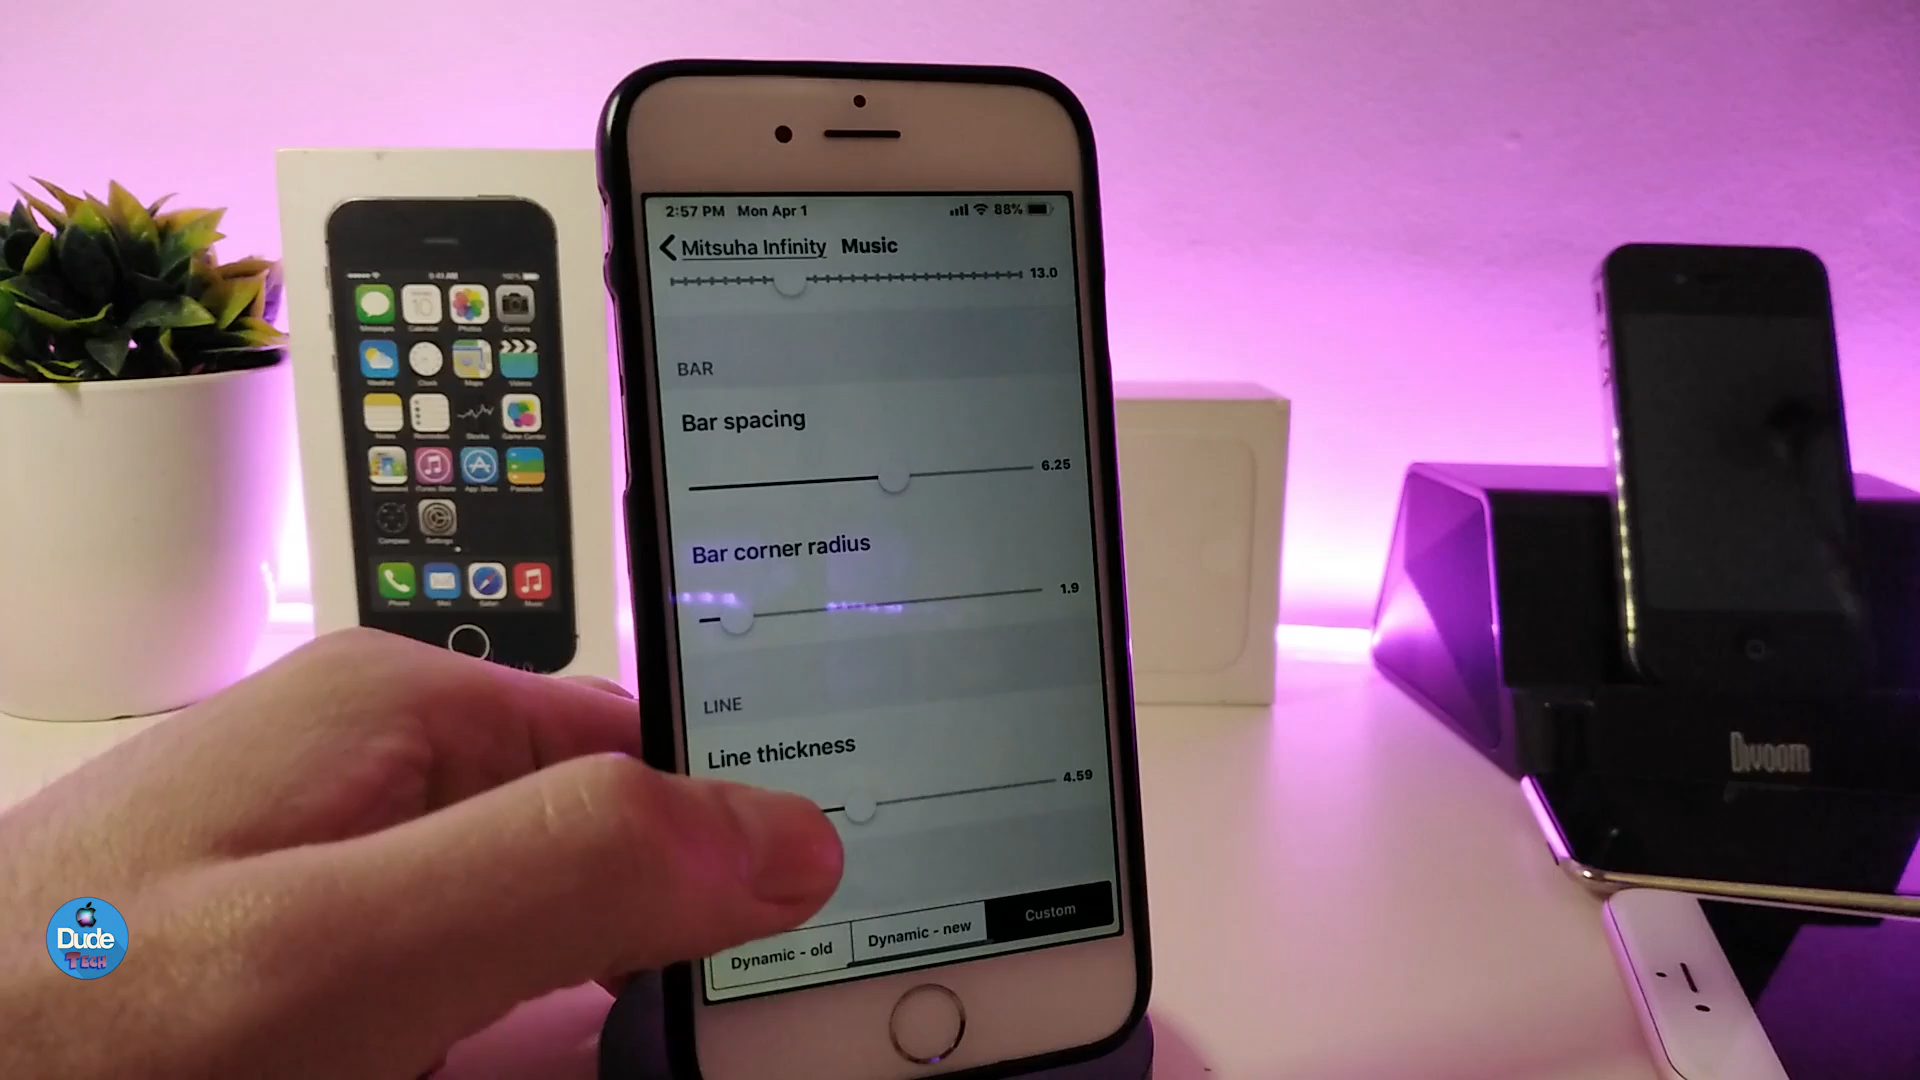 2:57 PM Mon Apr 1 88%
Mitsuha Infinity Music
13.0
BAR
Bar spacing
6.25
Bar corner radius
1.9
LINE
Line thickness
4.59
Dynamic - old Dynamic - new Custom
Divoom
Dude
TECH